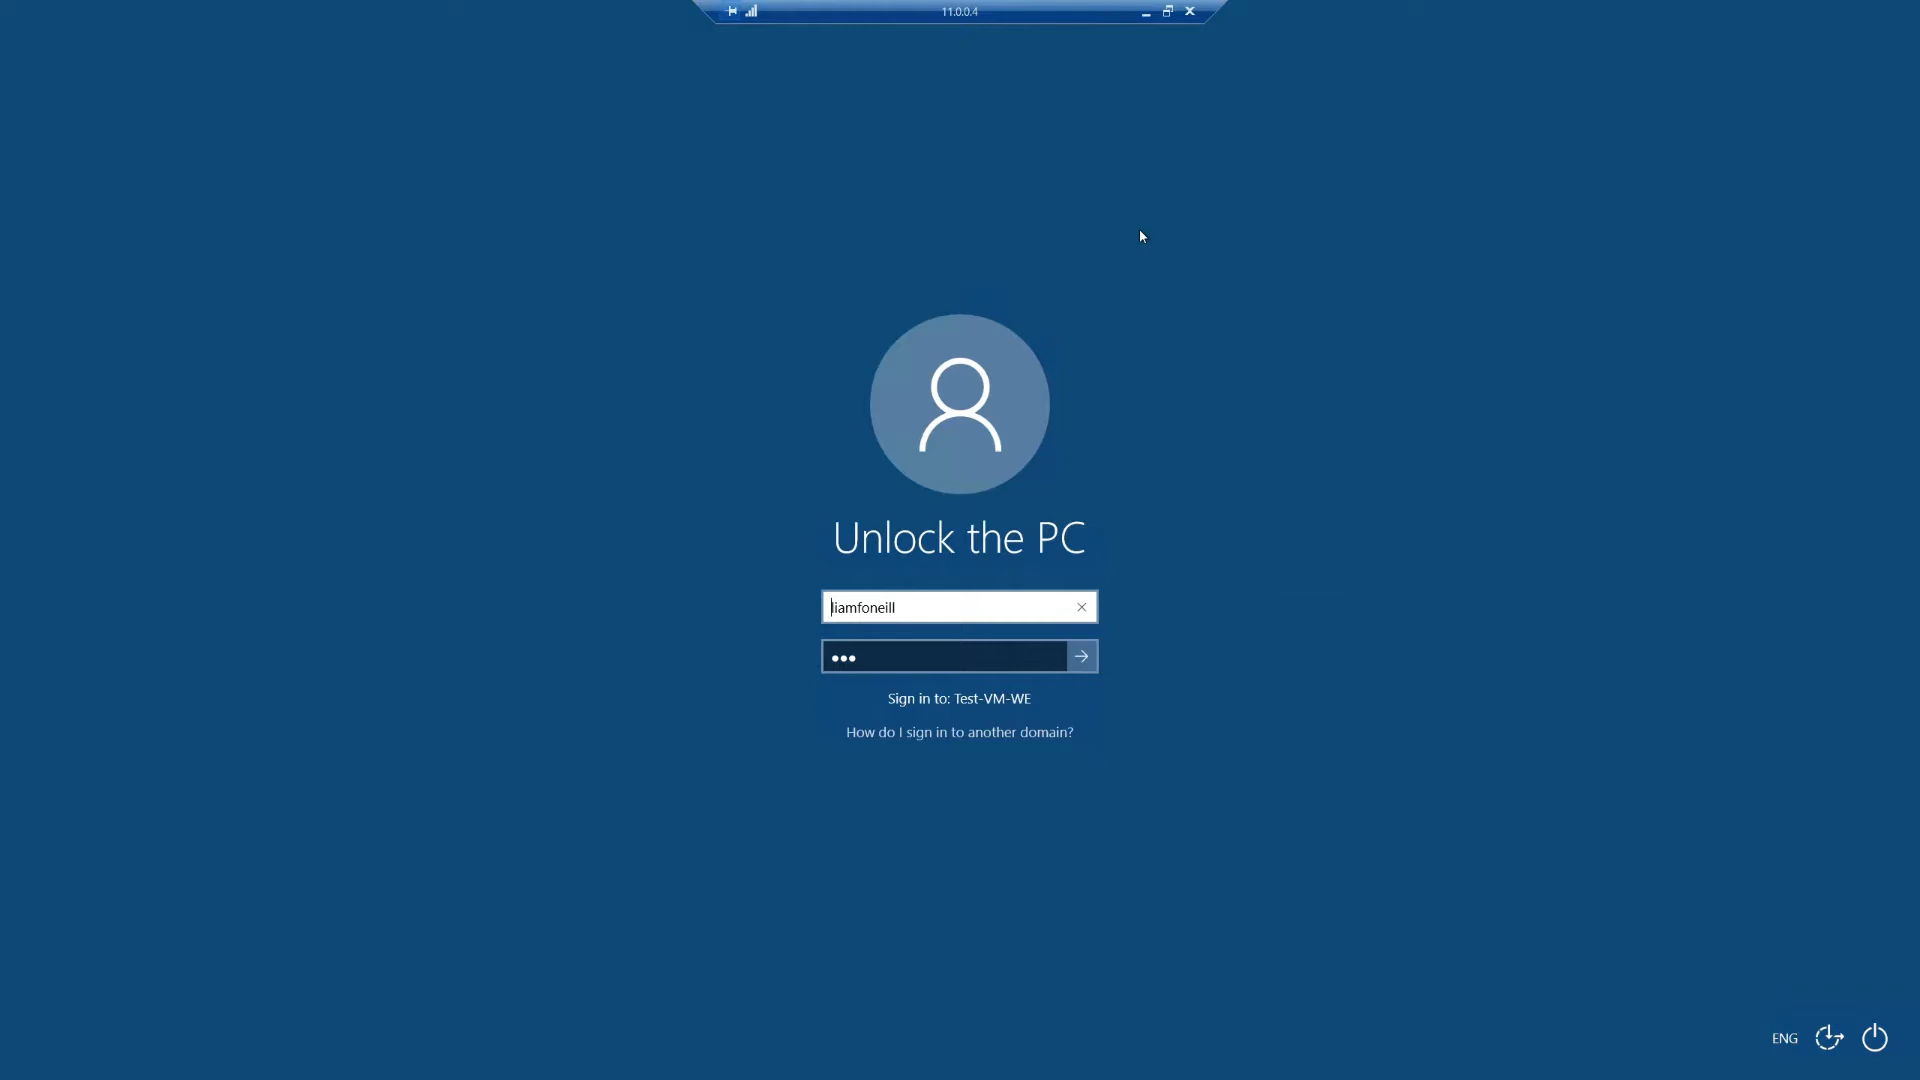 11.0.0.4
Unlock the PC
liamfoneill
Sign in to: Test-VM-WE
How do I sign in to another domain?
ENG